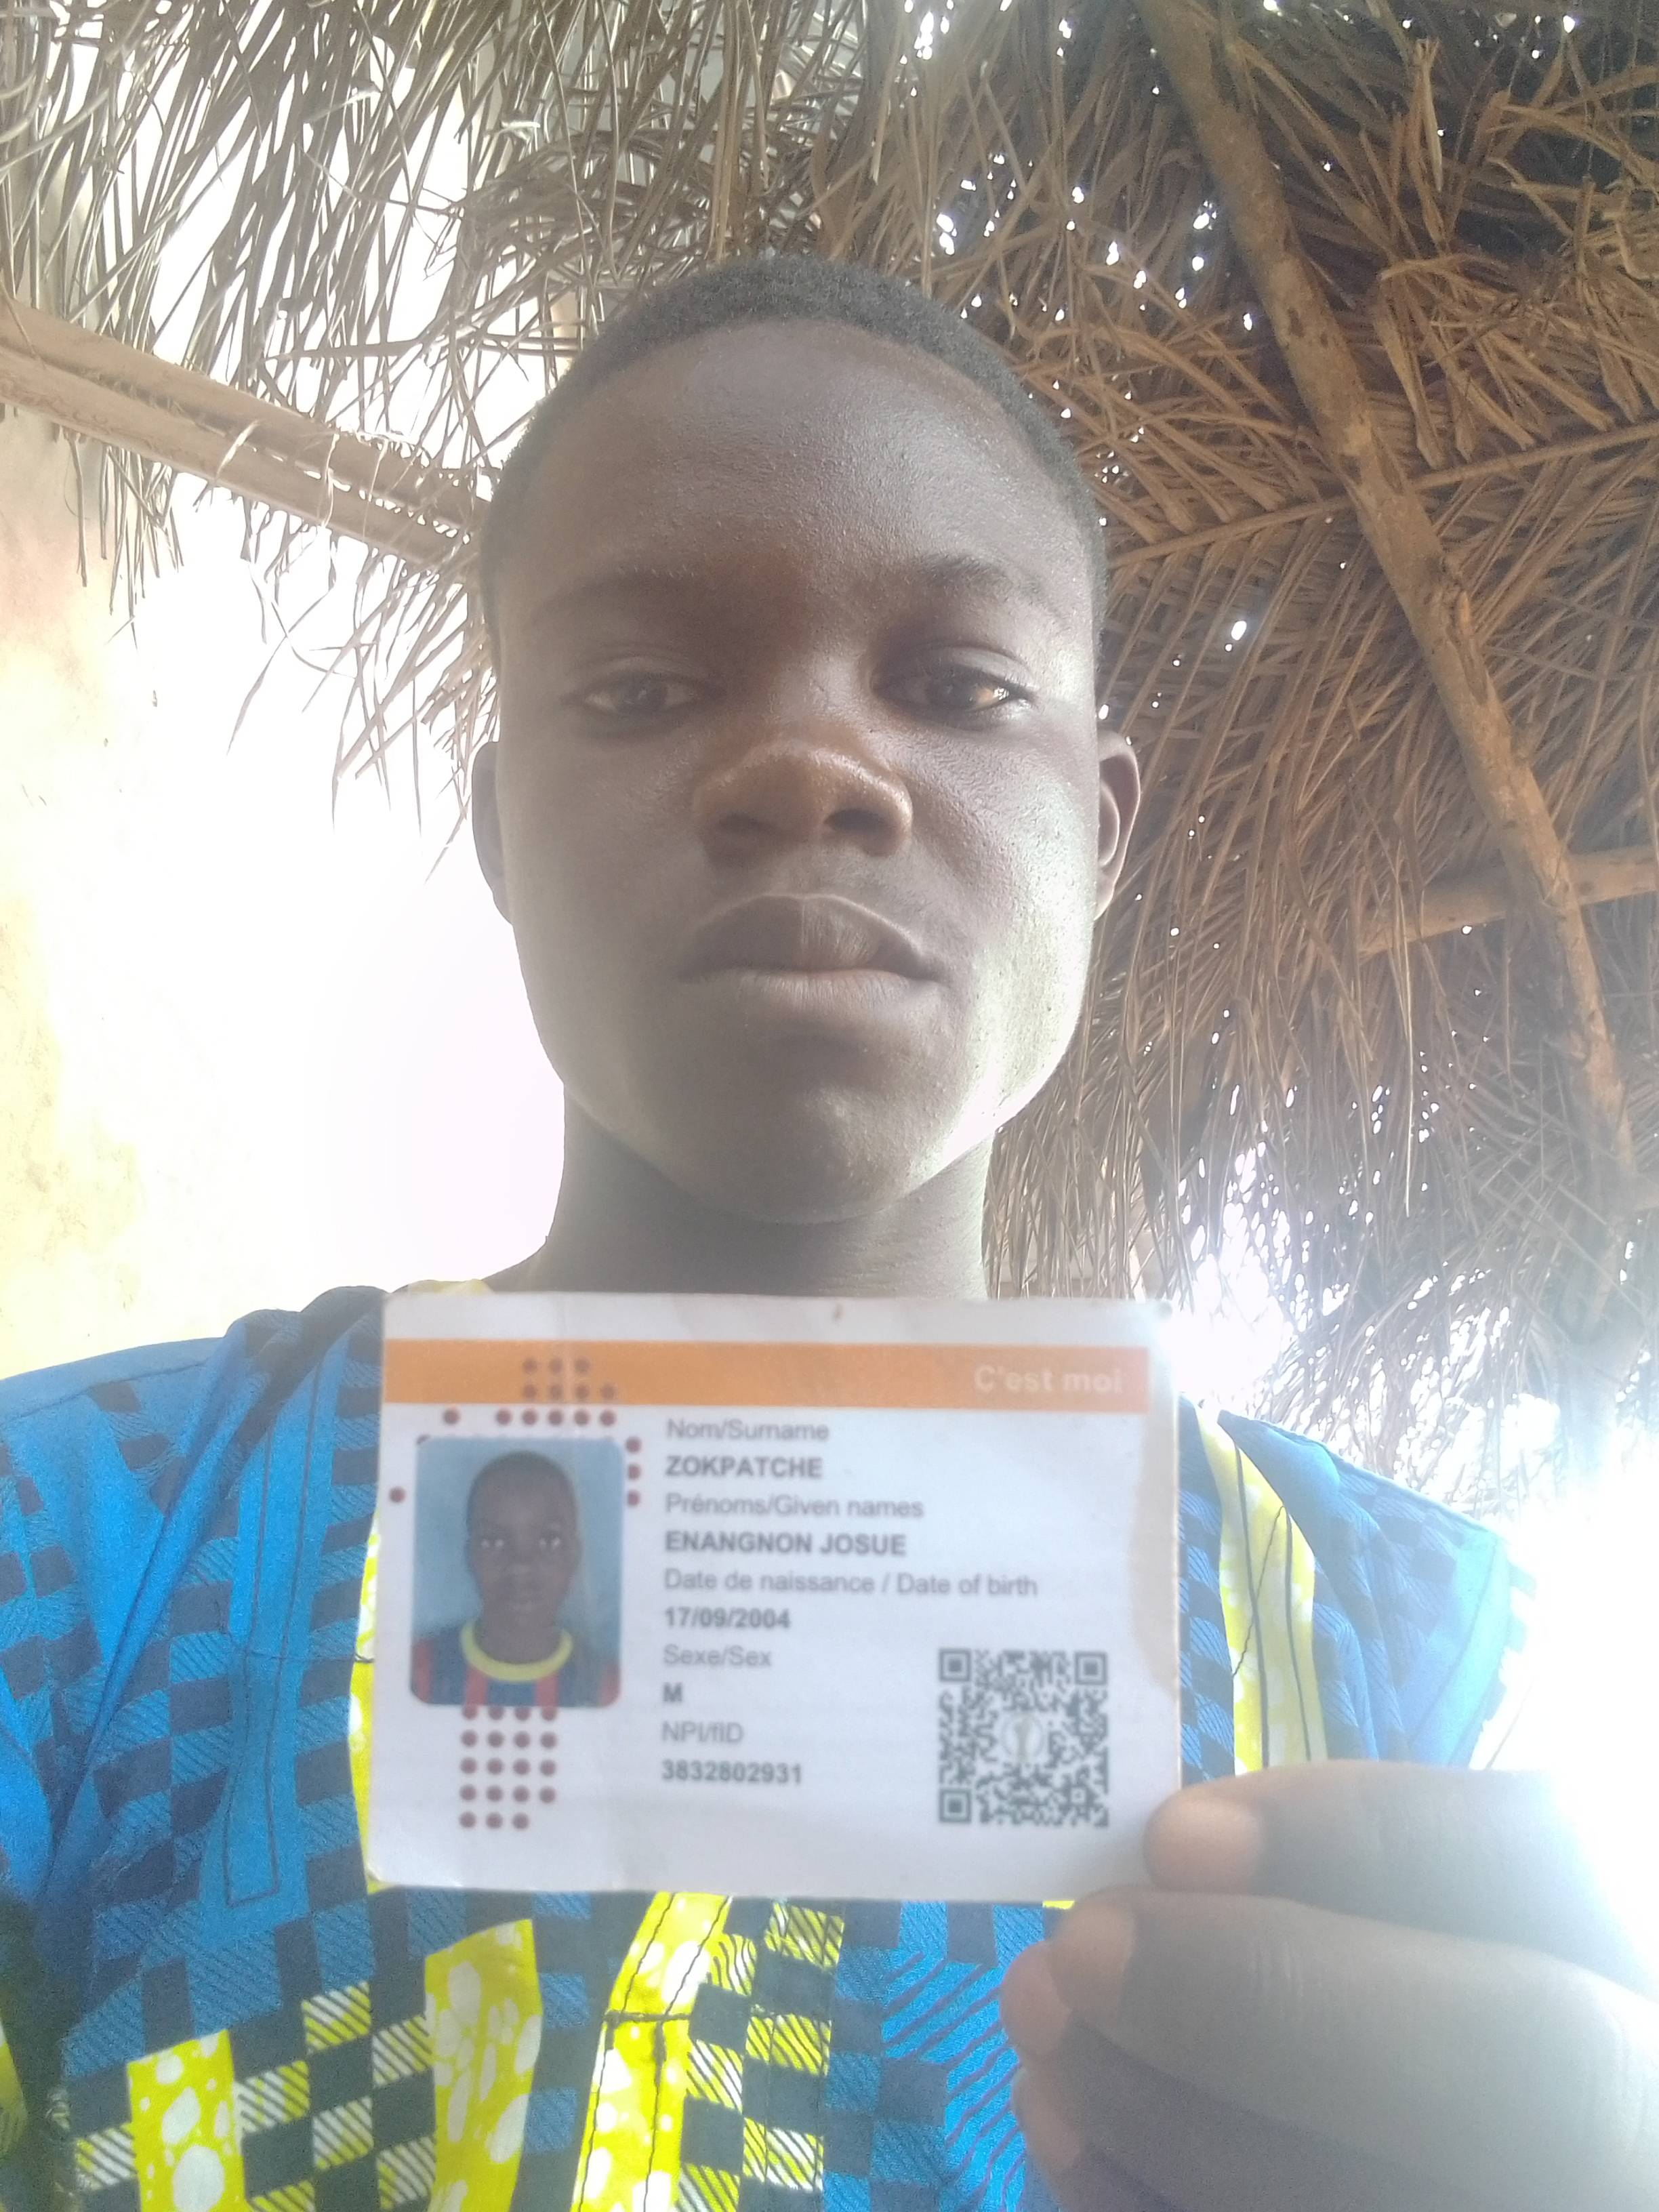 C'est moi
Nom/Surname
ZOKPATCHE
Prénoms/Given names
ENANGNON JOSUE
Date de naissance / Date of birth
17/09/2004
Sexe/Sex
M
NPI/fID
3832802931